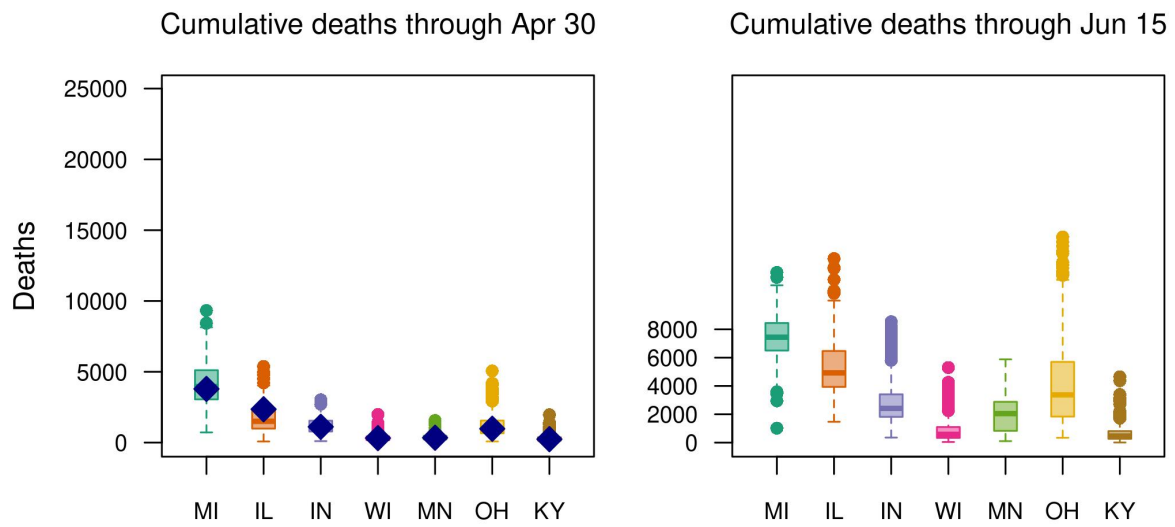 Cumulative deaths through Apr 30
Cumulative deaths through Jun 15
Deaths
25000
20000
15000
10000
5000
0
MI IL IN WI MN OH KY
8000
6000
4000
2000
0
MI IL IN WI MN OH KY